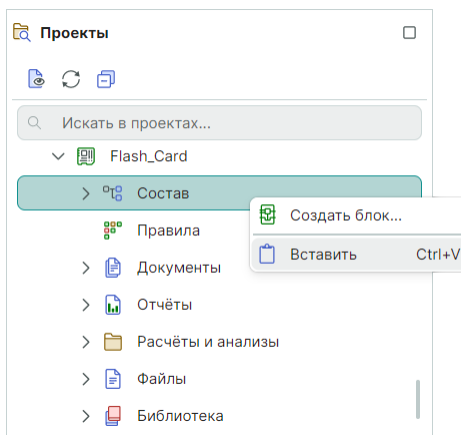 Проекты
Искать в проектах...
Flash_Card
Состав
Создать блок...
Правила
Вставить Ctrl+V
Документы
Отчёты
Расчёты и анализы
Файлы
Библиотека